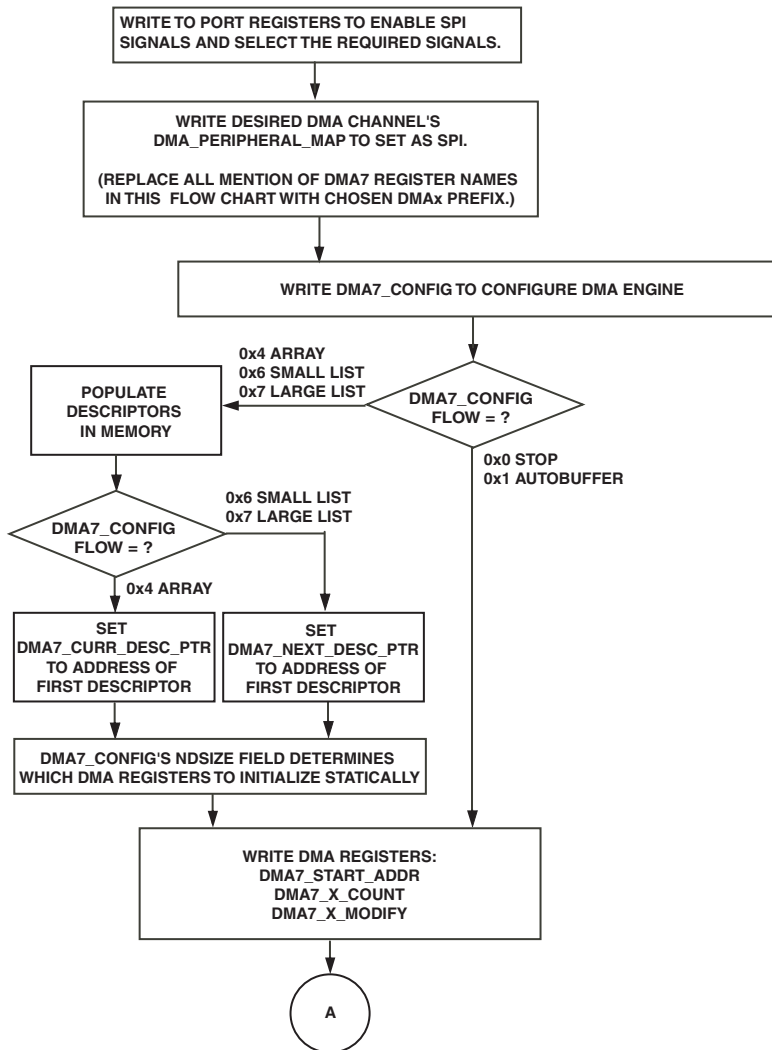 WRITE TO PORT REGISTERS TO ENABLE SPI
SIGNALS AND SELECT THE REQUIRED SIGNALS.
WRITE DESIRED DMA CHANNEL'S
DMA_PERIPHERAL_MAP TO SET AS SPI.
(REPLACE ALL MENTION OF DMA7 REGISTER NAMES
IN THIS FLOW CHART WITH CHOSEN DMAx PREFIX.)
WRITE DMA7_CONFIG TO CONFIGURE DMA ENGINE
0x4 ARRAY
0x6 SMALL LIST
0x7 LARGE LIST
DMA7_CONFIG
FLOW = ?
POPULATE
DESCRIPTORS
IN MEMORY
0x0 STOP
0x1 AUTOBUFFER
0x6 SMALL LIST
0x7 LARGE LIST
DMA7_CONFIG
FLOW = ?
0x4 ARRAY
SET
DMA7_CURR_DESC_PTR
TO ADDRESS OF
FIRST DESCRIPTOR
SET
DMA7_NEXT_DESC_PTR
TO ADDRESS OF
FIRST DESCRIPTOR
DMA7_CONFIG'S NDSIZE FIELD DETERMINES
WHICH DMA REGISTERS TO INITIALIZE STATICALLY
WRITE DMA REGISTERS:
DMA7_START_ADDR
DMA7_X_COUNT
DMA7_X_MODIFY
A